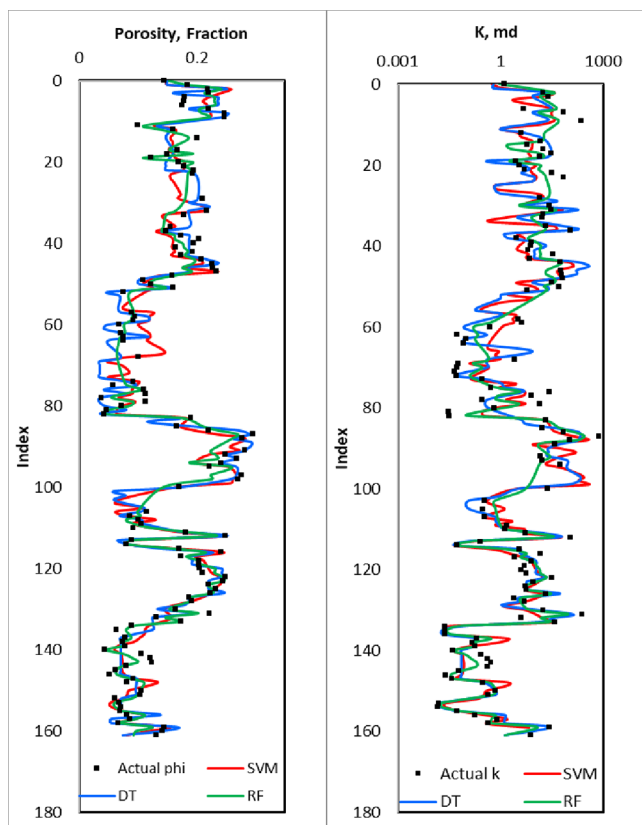 Porosity, Fraction
0 0.2
0
20
40
60
80
100
120
140
160
180
Index
Actual phi SVM
DT RF
K, md
0.001 1 1000
0
20
40
60
80
100
120
140
160
180
Index
Actual k SVM
DT RF